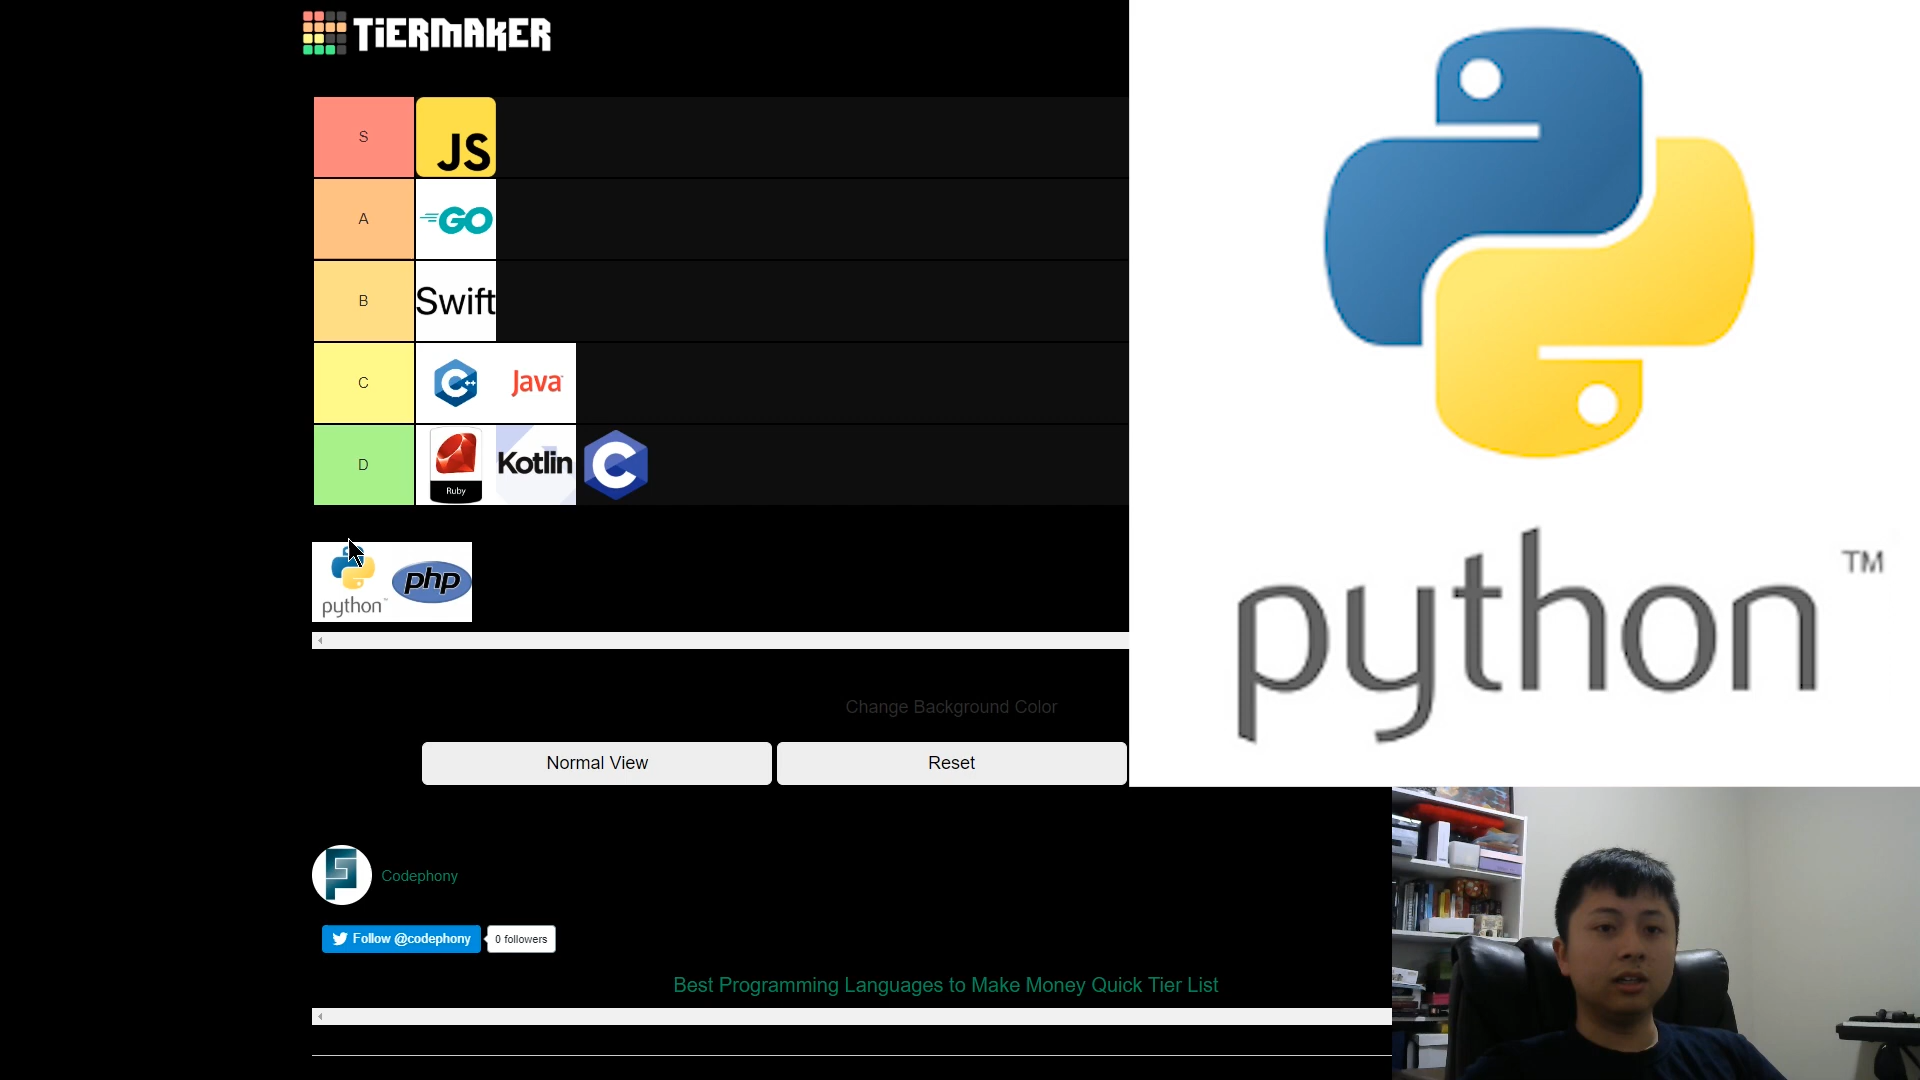 TiERMAKER
S
JS
A
GO
B
Swift
C
C++
Java
D
Ruby
Kotlin
C
python
php
python TM
Change Background Color
Normal View
Reset
Codephony
Follow @codephony
0 followers
Best Programming Languages to Make Money Quick Tier List